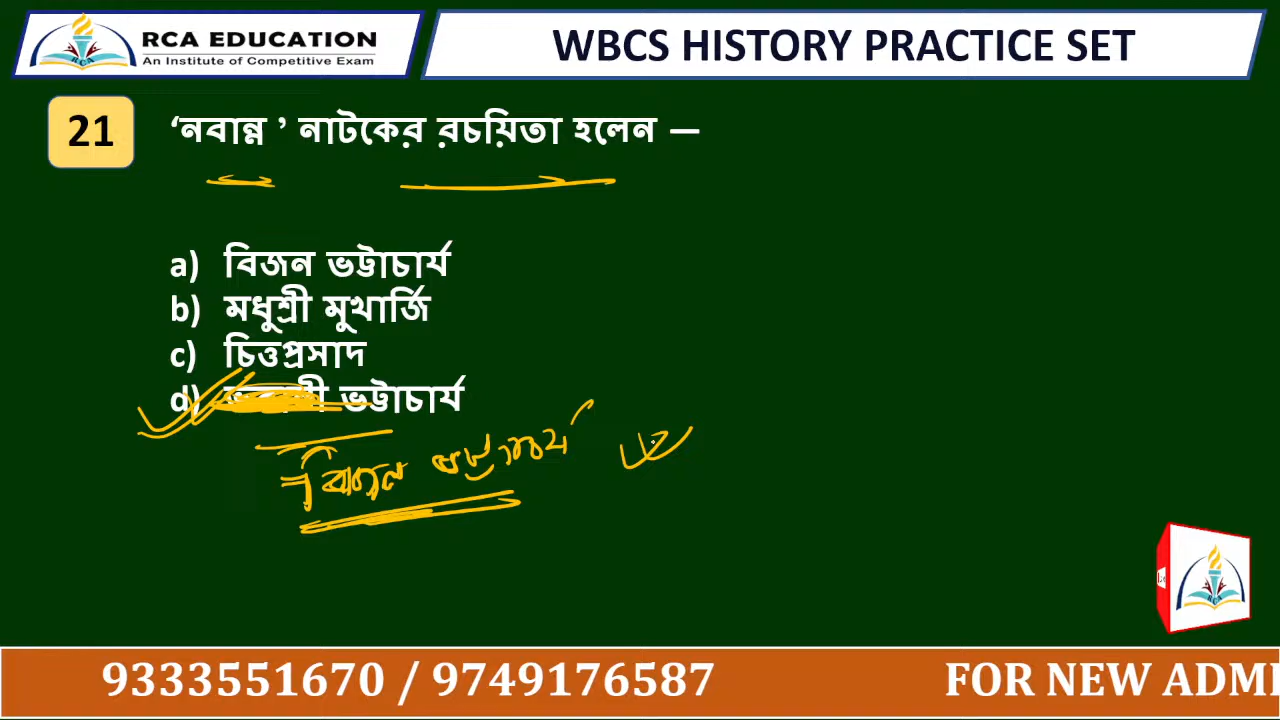 RCA EDUCATION
An Institute of Competitive Exam
WBCS HISTORY PRACTICE SET
21
‘নবান্ন ’ নাটকের রচয়িতা হলেন —
a) বিজন ভট্টাচার্য
b) মধুশ্রী মুখার্জি
c) চিত্তপ্রসাদ
d) ভট্টাচার্য
বিজন
RCA
9333551670 / 9749176587
FOR NEW ADMI